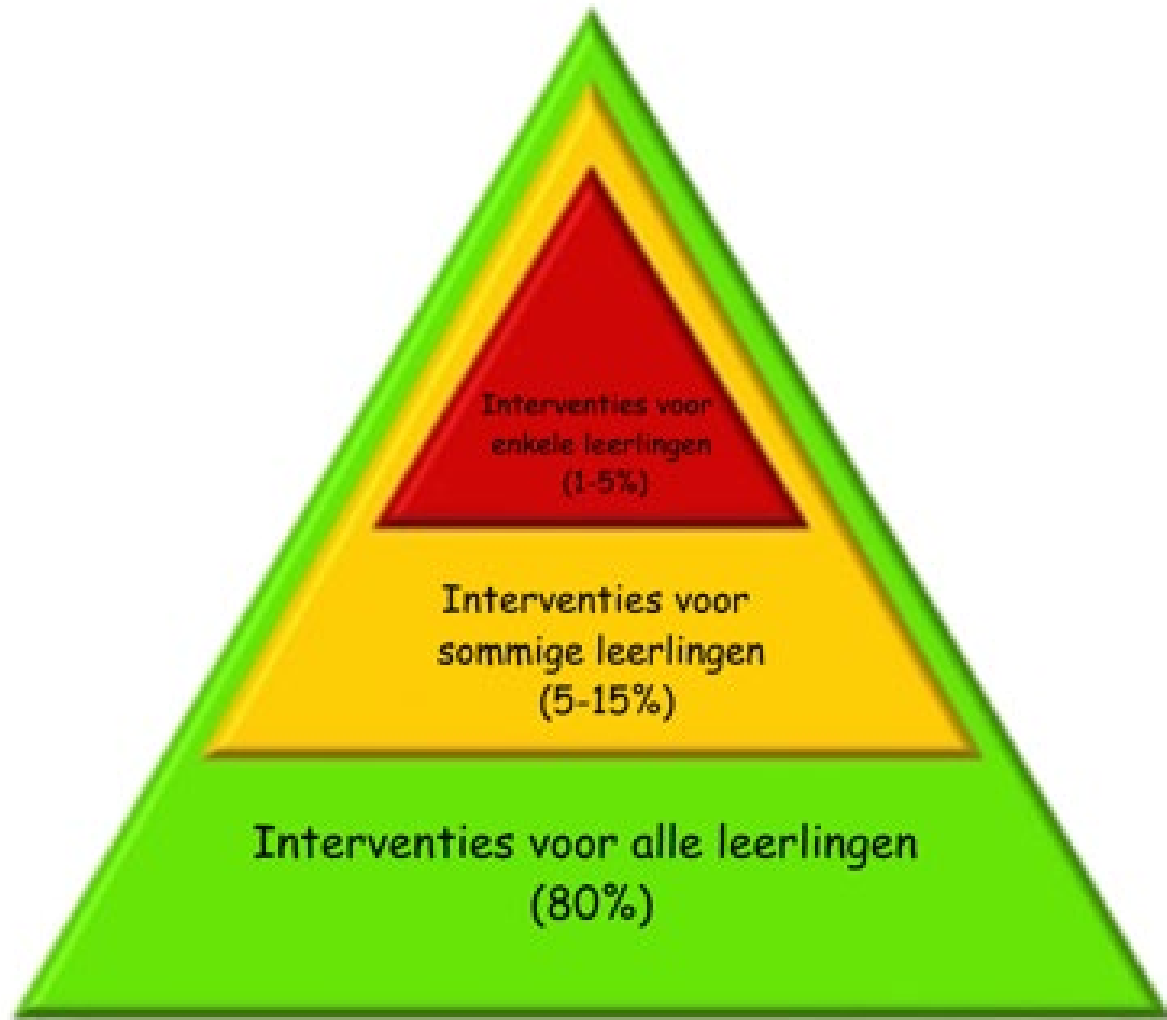 Interventies voor
enkele leerlingen
(1-5%)
Interventies voor
sommige leerlingen
(5-15%)
Interventies voor alle leerlingen
(80%)